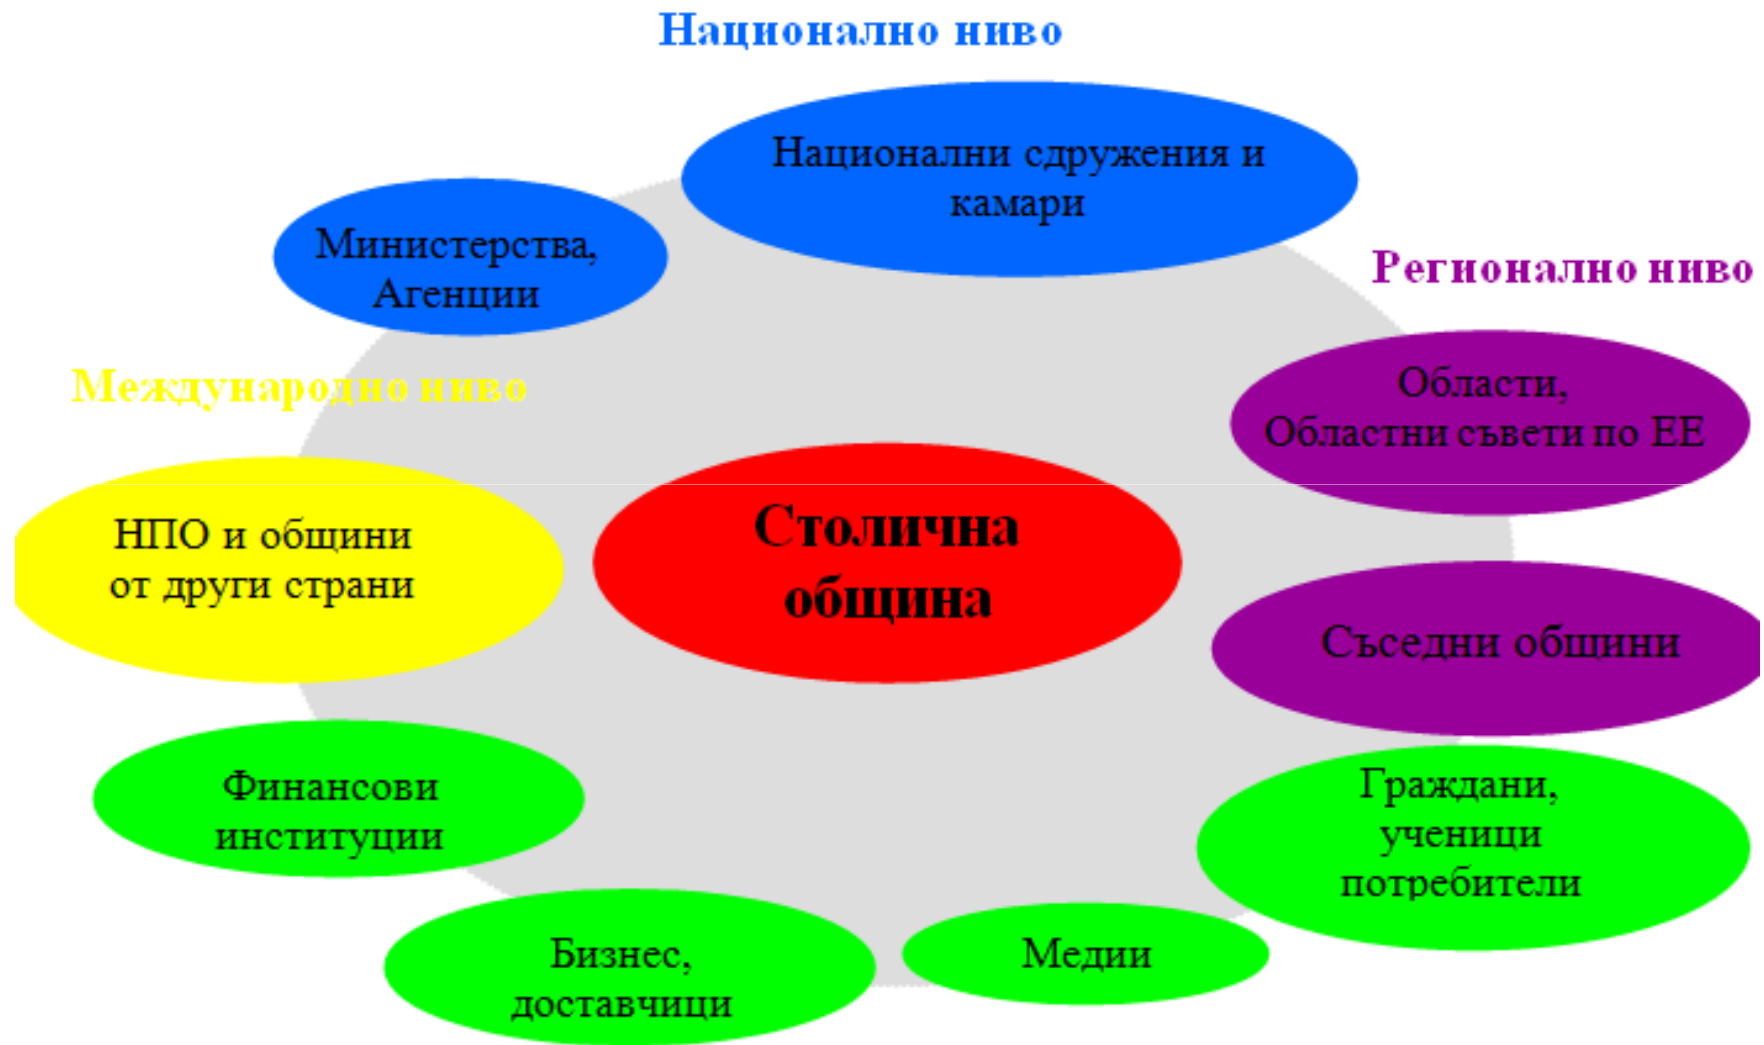 Национално ниво
Национални сдружения и
камари
Министерства,
Агенции
Регионално ниво
Области,
Областни съвети по ЕЕ
Международно ниво
НПО и общини
от други страни
Столична
община
Съседни общини
Финансови
институции
Граждани,
ученици
потребители
Бизнес,
доставчици
Медии